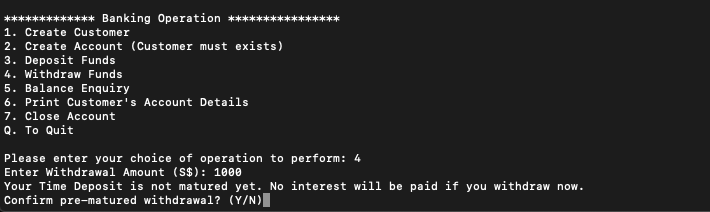 ************* Banking Operation ****************
1. Create Customer
2. Create Account (Customer must exists)
3. Deposit Funds
4. Withdraw Funds
5. Balance Enquiry
6. Print Customer's Account Details
7. Close Account
Q. To Quit
Please enter your choice of operation to perform: 4
Enter Withdrawal Amount (S$): 1000
Your Time Deposit is not matured yet. No interest will be paid if you withdraw now.
Confirm pre-matured withdrawal? (Y/N)